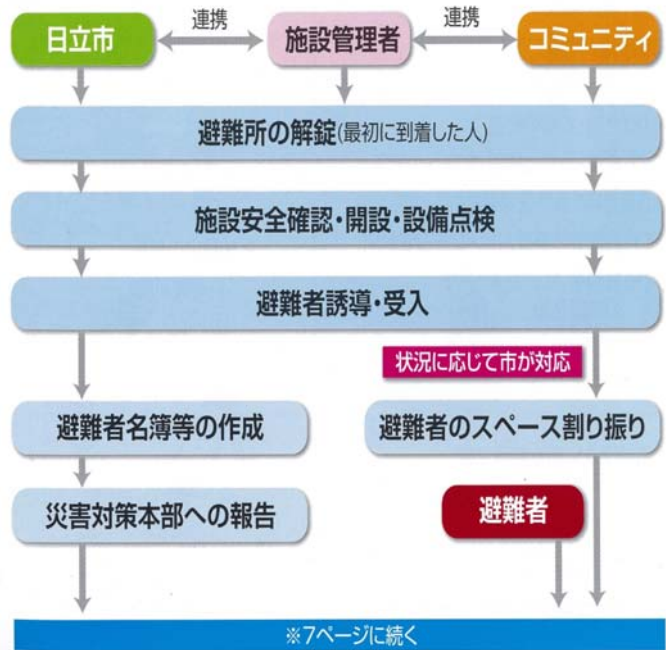 日立市
連携
施設管理者
連携
コミュニティ
避難所の解錠(最初に到着した人)
施設安全確認・開設・設備点検
避難者誘導・受入
状況に応じて市が対応
避難者名簿等の作成
避難者のスペース割り振り
災害対策本部への報告
避難者
※7ページに続く